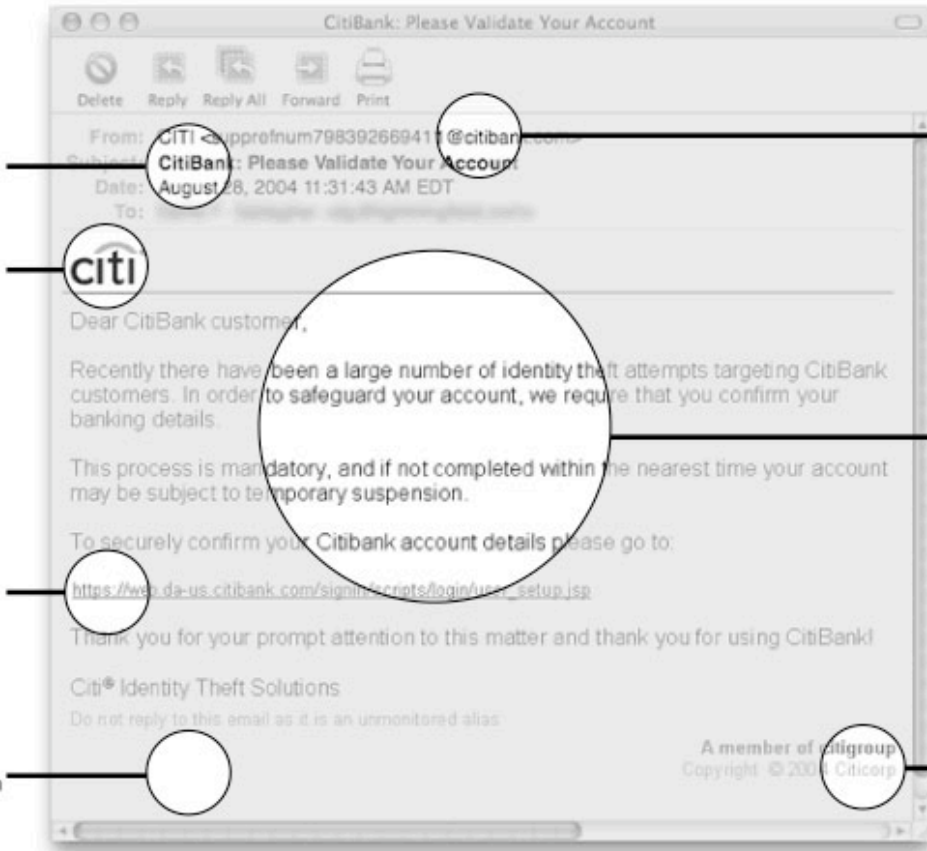 CitiBank: Please Validate Your Account
Delete Reply Reply All Forward Print
From: CITI <supprefnum798392669411@citibank.com>
Subject: CitiBank: Please Validate Your Account
Date: August 28, 2004 11:31:43 AM EDT
To:
citi
Dear CitiBank customer,
Recently there have been a large number of identity theft attempts targeting CitiBank
customers. In order to safeguard your account, we require that you confirm your
banking details.
This process is mandatory, and if not completed within the nearest time your account
may be subject to temporary suspension.
To securely confirm your Citibank account details please go to:
https://web.da-us.citibank.com/signin/scripts/login/user_setup.jsp
Thank you for your prompt attention to this matter and thank you for using CitiBank!
Citi® Identity Theft Solutions
Do not reply to this email as it is an unmonitored alias
A member of citigroup
Copyright © 2004 Citicorp